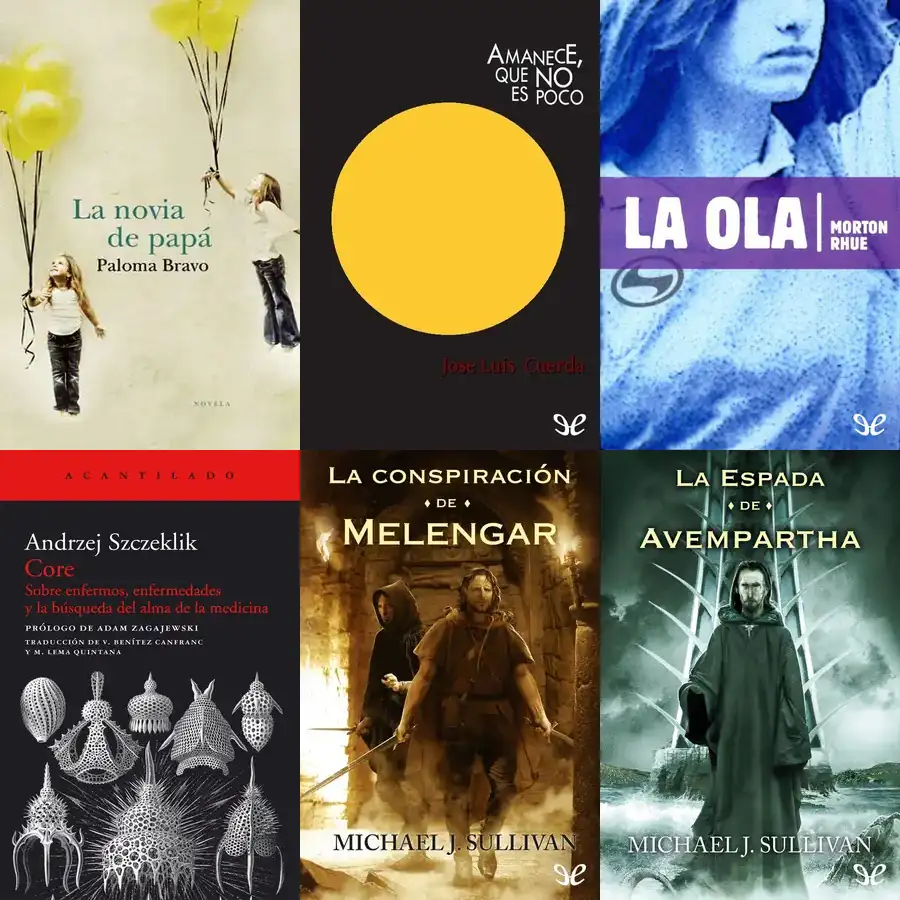 La novia
de papá
Paloma Bravo
NOVELA
AMANECE,
QUE NO
ES POCO
Jose Luis Cuerda
LA OLA
MORTON
RHUE
ACANTILADO
Andrzej Szczeklik
Core
Sobre enfermos, enfermedades
y la búsqueda del alma de la medicina
PRÓLOGO DE ADAM ZAGAJEWSKI
TRADUCCIÓN DE V. BENÍTEZ CANFRANC
Y M. LEMA QUINTANA
LA CONSPIRACIÓN
DE
MELENGAR
MICHAEL J. SULLIVAN
LA ESPADA
DE
AVEMPARTHA
MICHAEL J. SULLIVAN